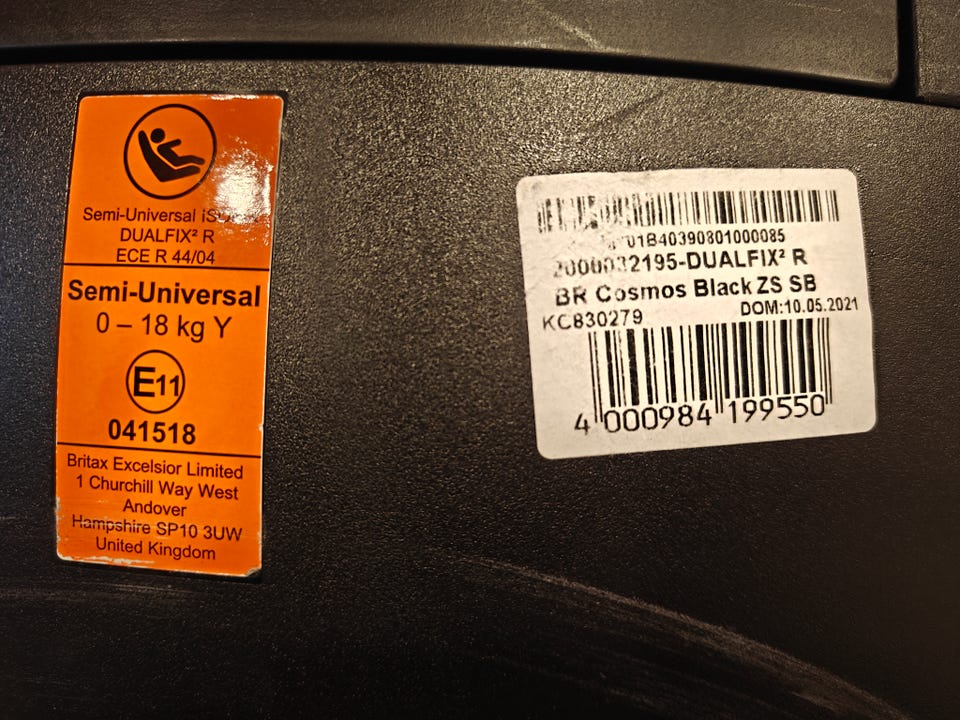 Semi-Universal
DUALFIX² R
ECE R 44/04
Semi-Universal
0 – 18 kg Y
E11
041518
Britax Excelsior Limited
1 Churchill Way West
Andover
Hampshire SP10 3UW
United Kingdom
DUALFIX² R
BR Cosmos Black ZS SB
KC830279 DOM:10.05.2021
4 000984 199550